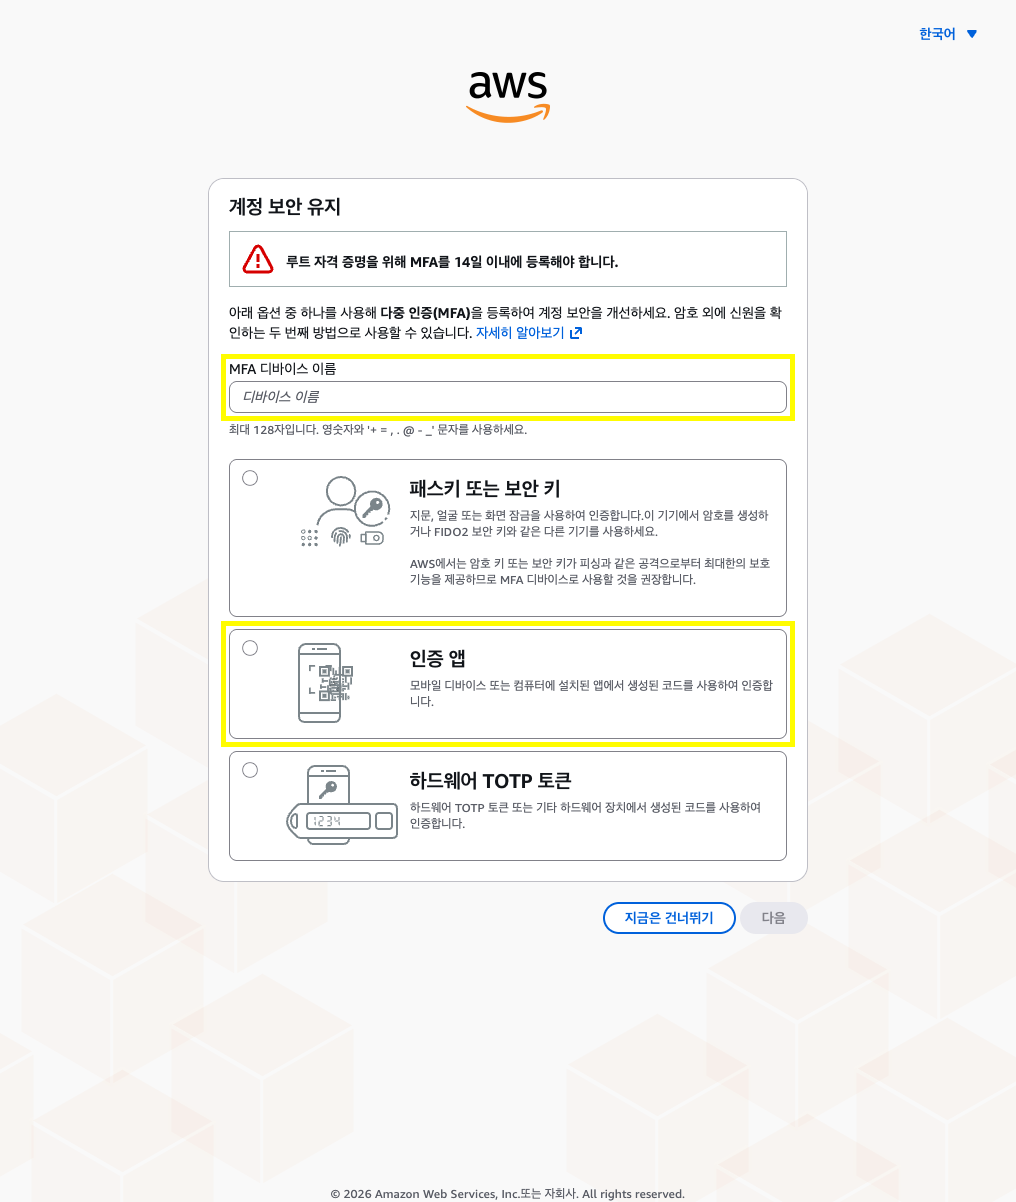 한국어
aws
계정 보안 유지
루트 자격 증명을 위해 MFA를 14일 이내에 등록해야 합니다.
아래 옵션 중 하나를 사용해 다중 인증(MFA)을 등록하여 계정 보안을 개선하세요. 암호 외에 신원을 확
인하는 두 번째 방법으로 사용할 수 있습니다. 자세히 알아보기
MFA 디바이스 이름
디바이스 이름
최대 128자입니다. 영숫자와 '+ = , . @ - _' 문자를 사용하세요.
패스키 또는 보안 키
지문, 얼굴 또는 화면 잠금을 사용하여 인증합니다.이 기기에서 암호를 생성하
거나 FIDO2 보안 키와 같은 다른 기기를 사용하세요.
AWS에서는 암호 키 또는 보안 키가 피싱과 같은 공격으로부터 최대한의 보호
기능을 제공하므로 MFA 디바이스로 사용할 것을 권장합니다.
인증 앱
모바일 디바이스 또는 컴퓨터에 설치된 앱에서 생성된 코드를 사용하여 인증합
니다.
하드웨어 TOTP 토큰
하드웨어 TOTP 토큰 또는 기타 하드웨어 장치에서 생성된 코드를 사용하여
인증합니다.
1234
지금은 건너뛰기
다음
© 2026 Amazon Web Services, Inc.또는 자회사. All rights reserved.